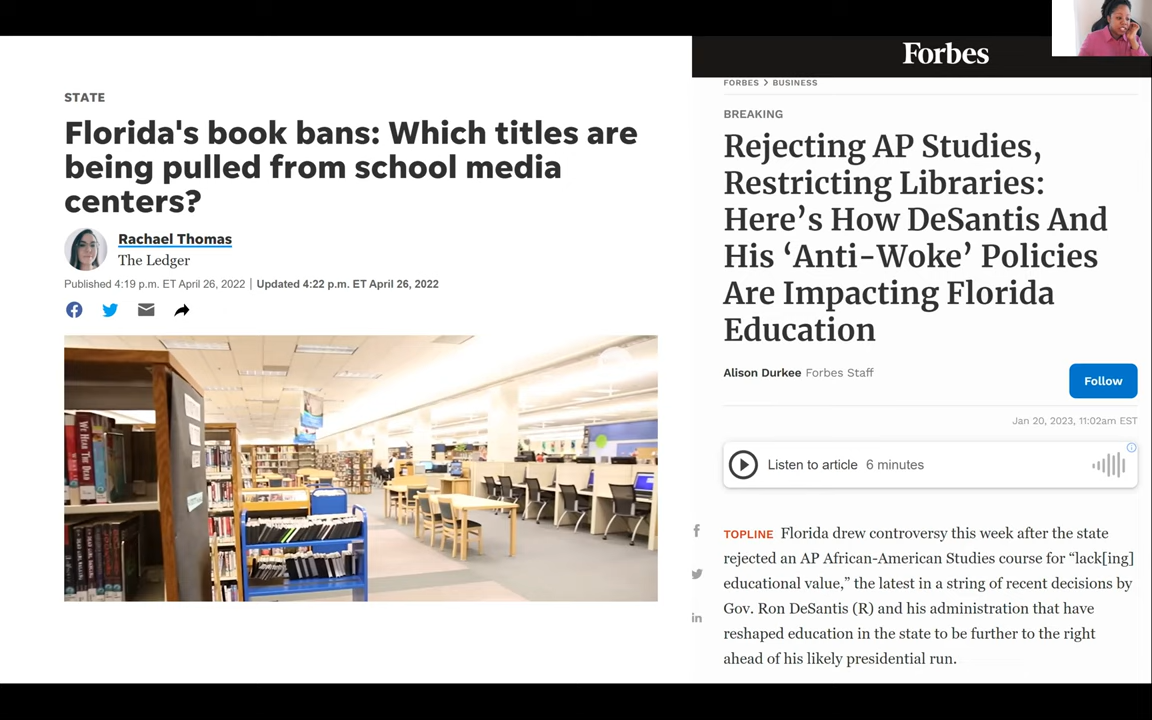 STATE
Florida's book bans: Which titles are
being pulled from school media
centers?
Rachael Thomas
The Ledger
Published 4:19 p.m. ET April 26, 2022 | Updated 4:22 p.m. ET April 26, 2022
WE HEAR THE DEAD
Forbes
FORBES > BUSINESS
BREAKING
Rejecting AP Studies,
Restricting Libraries:
Here’s How DeSantis And
His ‘Anti-Woke’ Policies
Are Impacting Florida
Education
Alison Durkee Forbes Staff
Follow
Jan 20, 2023, 11:02am EST
Listen to article 6 minutes
TOPLINE Florida drew controversy this week after the state
rejected an AP African-American Studies course for “lack[ing]
educational value,” the latest in a string of recent decisions by
Gov. Ron DeSantis (R) and his administration that have
reshaped education in the state to be further to the right
ahead of his likely presidential run.